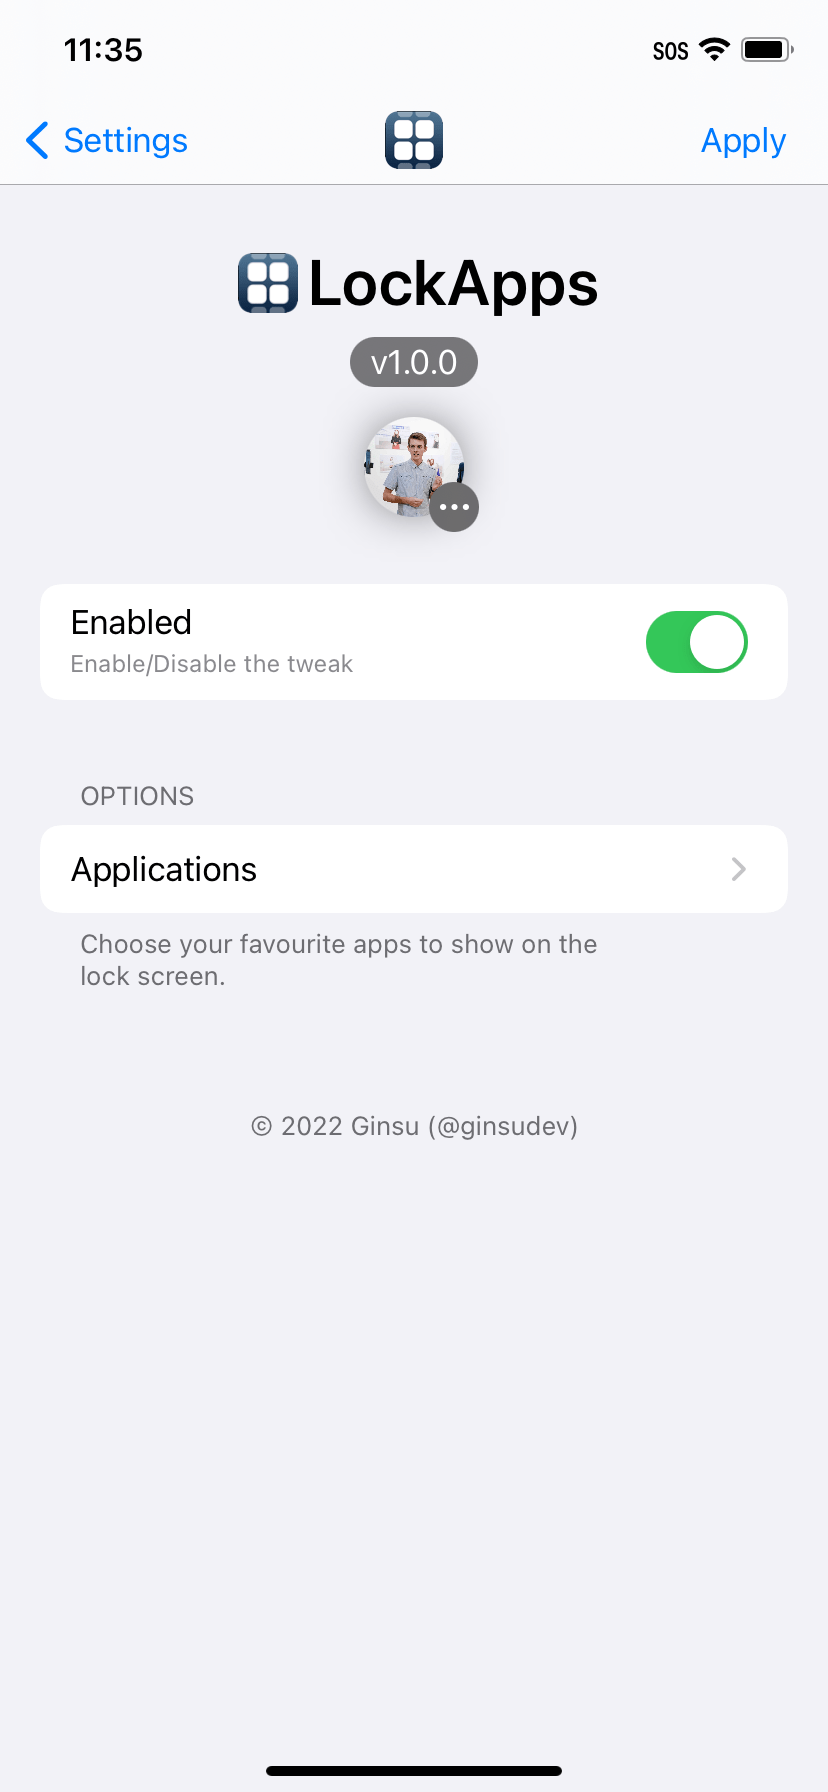 11:35
SOS
Settings
Apply
LockApps
v1.0.0
Enabled
Enable/Disable the tweak
OPTIONS
Applications
Choose your favourite apps to show on the
lock screen.
© 2022 Ginsu (@ginsudev)